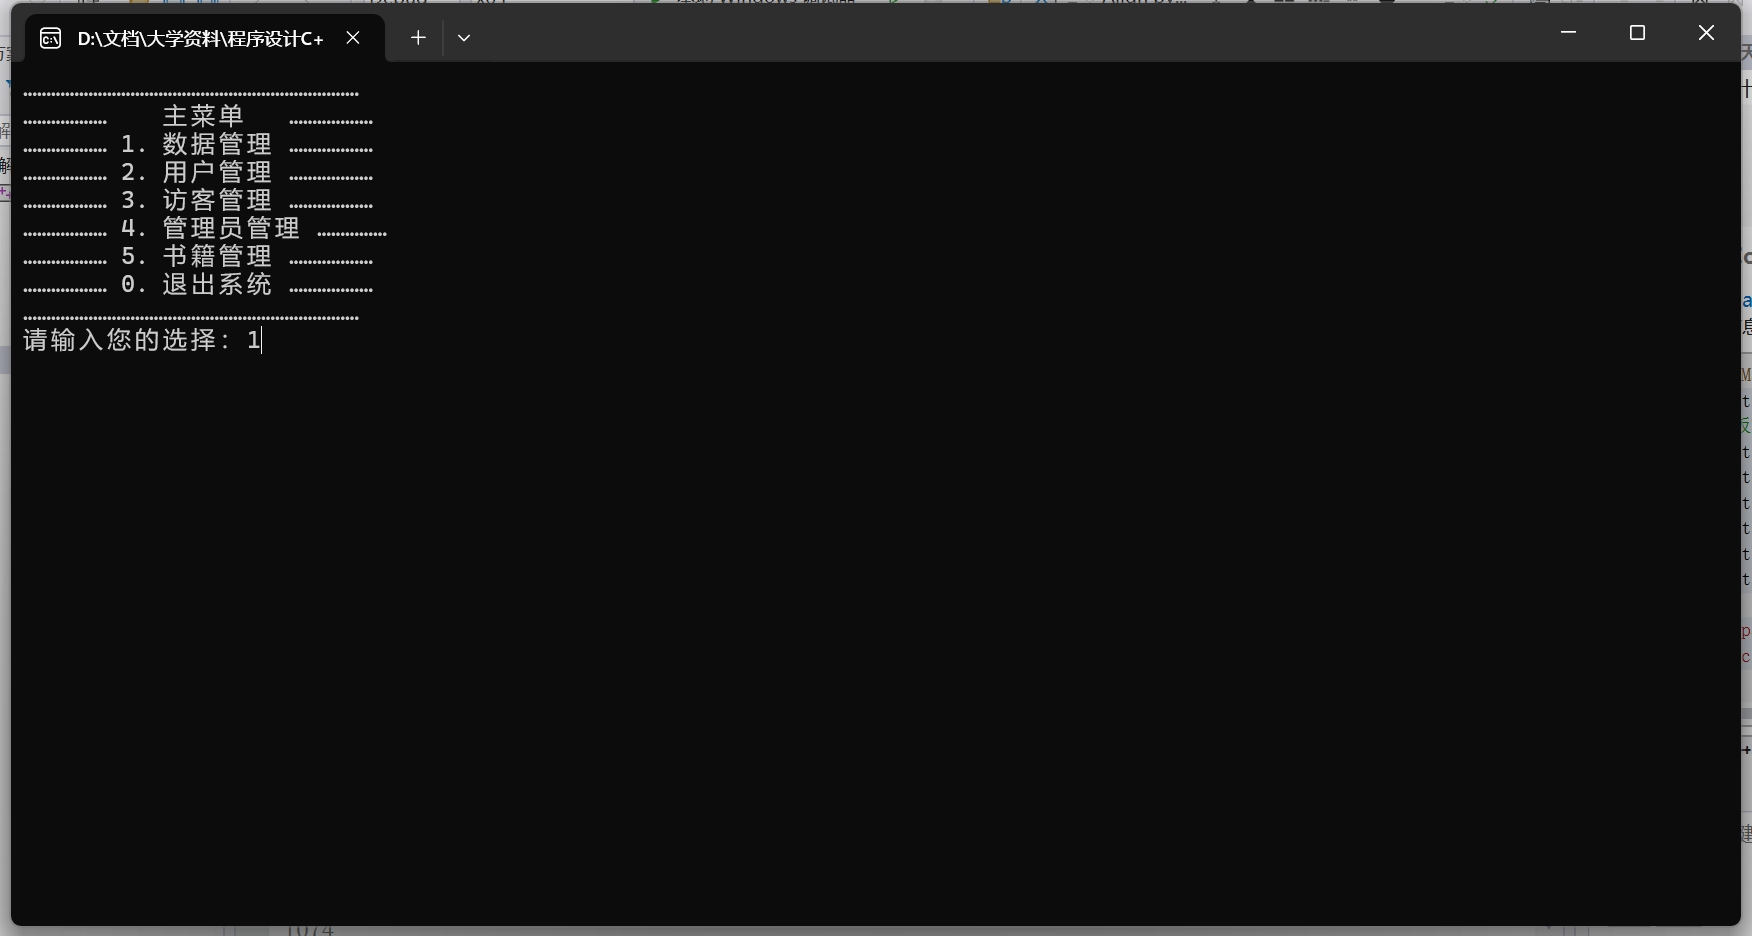 D:\文档\大学资料\程序设计C+
………………………………………………………………
………………    主菜单   ………………
……………… 1. 数据管理 ………………
……………… 2. 用户管理 ………………
……………… 3. 访客管理 ………………
……………… 4. 管理员管理 ……………
……………… 5. 书籍管理 ………………
……………… 0. 退出系统 ………………
………………………………………………………………
请输入您的选择: 1